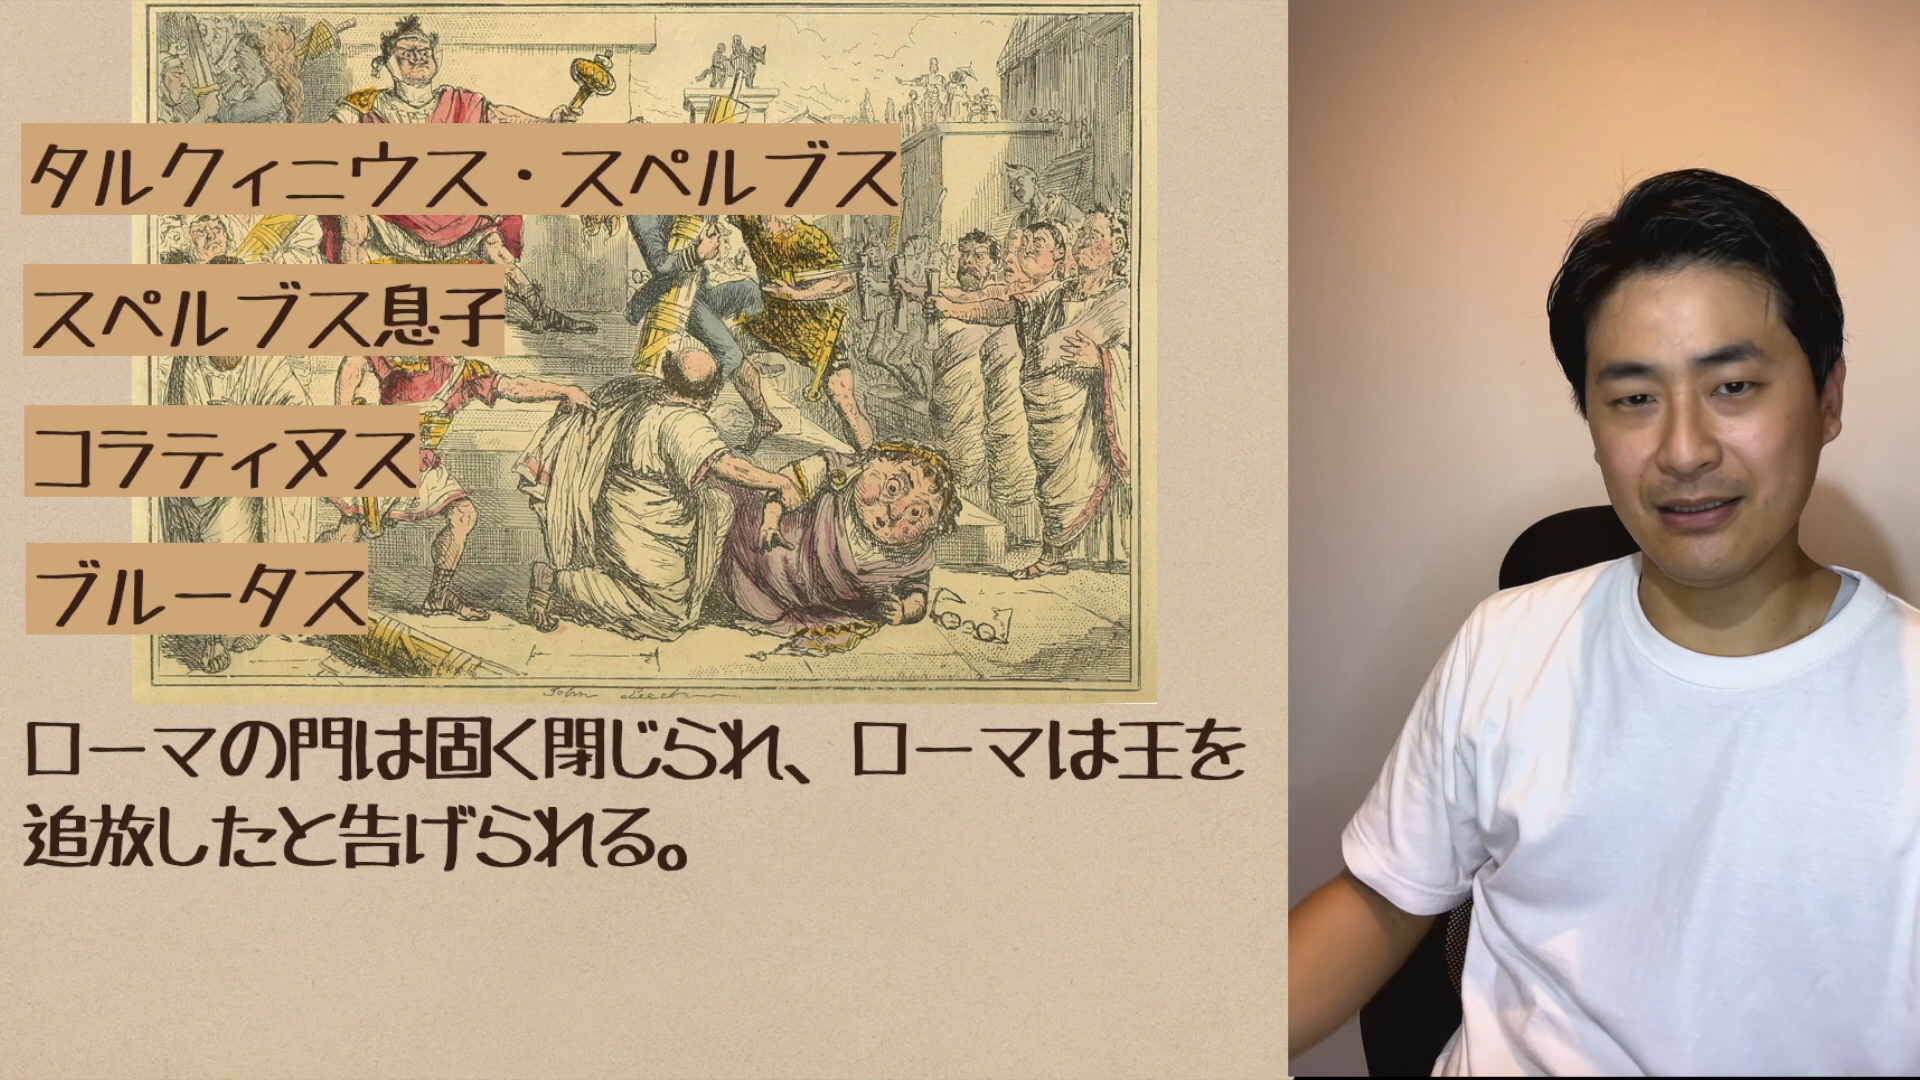 タルクィニウス・スペルブス
スペルブス息子
コラティヌス
ブルータス
John Leech
ローマの門は固く閉じられ、ローマは王を
追放したと告げられる。